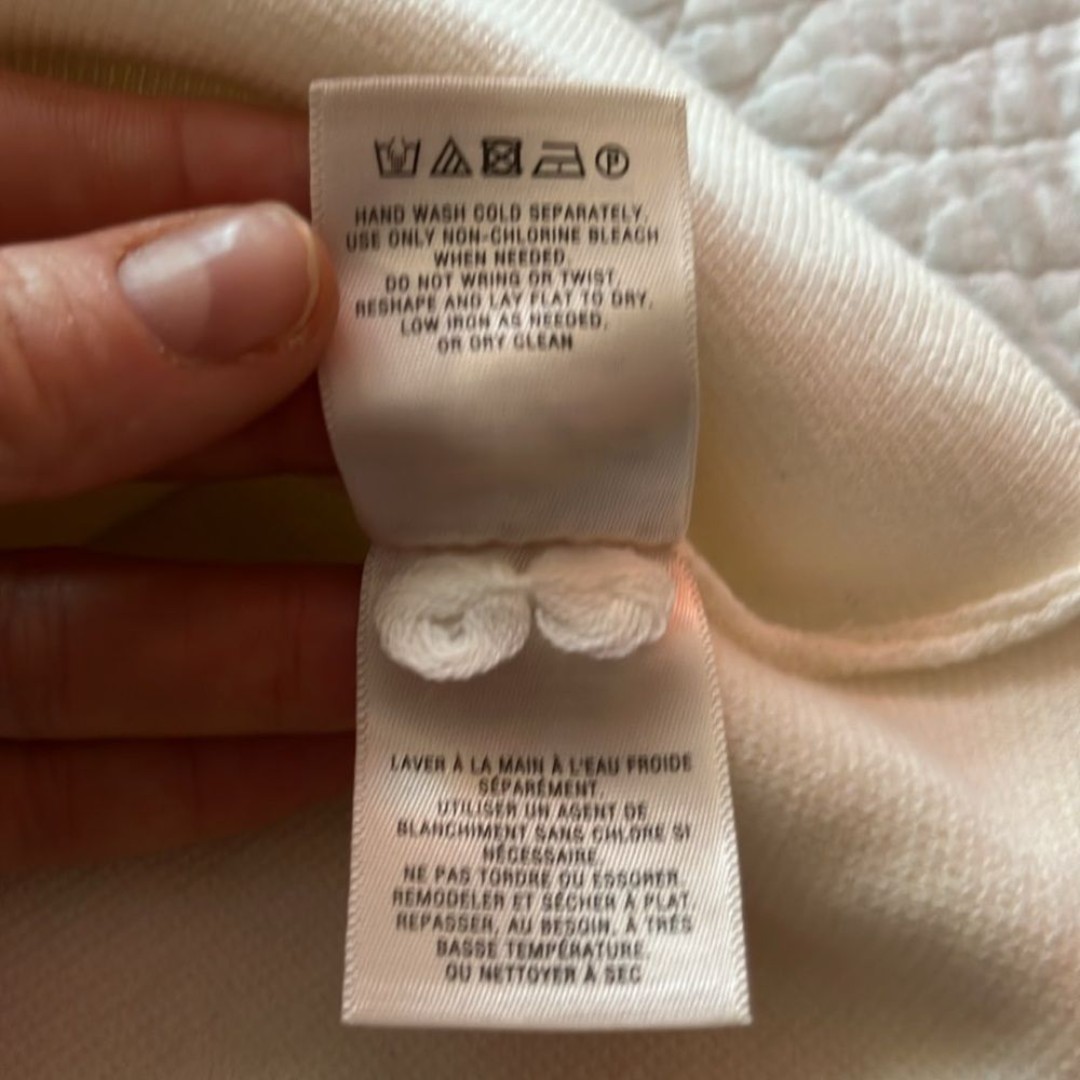 P
HAND WASH COLD SEPARATELY.
USE ONLY NON-CHLORINE BLEACH
WHEN NEEDED.
DO NOT WRING OR TWIST.
RESHAPE AND LAY FLAT TO DRY.
LOW IRON AS NEEDED,
OR DRY CLEAN
LAVER À LA MAIN À L'EAU FROIDE
SÉPARÉMENT.
UTILISER UN AGENT DE
BLANCHIMENT SANS CHLORE SI
NÉCESSAIRE.
NE PAS TORDRE OU ESSORER.
REMODELER ET SÉCHER À PLAT.
REPASSER, AU BESOIN, À TRÉS
BASSE TEMPÉRATURE.
OU NETTOYER À SEC